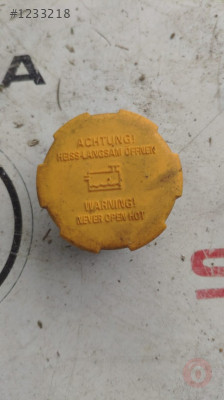 #1233218
ACHTUNG!
HEISS-LANGSAM ÖFFNEN
WARNING!
NEVER OPEN HOT